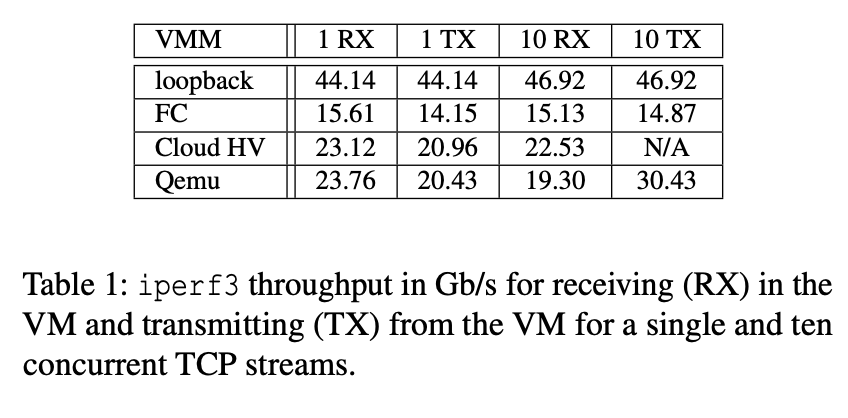 VMM 1 RX 1 TX 10 RX 10 TX
loopback 44.14 44.14 46.92 46.92
FC 15.61 14.15 15.13 14.87
Cloud HV 23.12 20.96 22.53 N/A
Qemu 23.76 20.43 19.30 30.43
Table 1: iperf3 throughput in Gb/s for receiving (RX) in the
VM and transmitting (TX) from the VM for a single and ten
concurrent TCP streams.